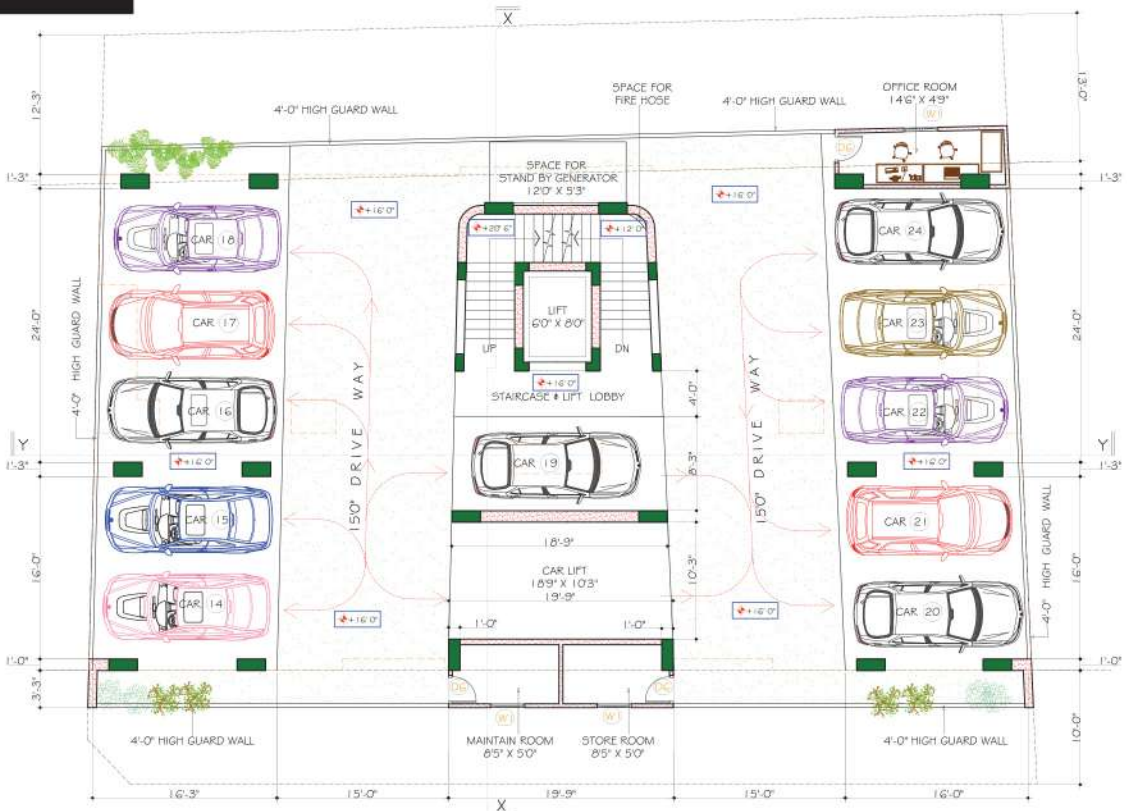 X
4'-0" HIGH GUARD WALL
SPACE FOR
FIRE HOSE
4'-0" HIGH GUARD WALL
OFFICE ROOM
14'6" X 4'9"
W1
D6
12'-3"
13'-0"
SPACE FOR
STAND BY GENERATOR
12'0" X 5'3"
1'-3"
1'-3"
+16'0"
+16'0"
+20'6"
+12'0"
CAR 18
CAR 24
4'-0" HIGH GUARD WALL
24'-0"
24'-0"
CAR 17
LIFT
6'0" X 8'0"
CAR 23
UP
DN
+16'0"
STAIRCASE & LIFT LOBBY
4'-0"
CAR 16
CAR 22
15'0" DRIVE WAY
15'0" DRIVE WAY
Y
Y
1'-3"
+16'0"
CAR 19
8'-3"
+16'0"
1'-3"
CAR 15
CAR 21
18'-9"
16'-0"
16'-0"
CAR LIFT
18'9" X 10'3"
19'-9"
10'-3"
4'-0" HIGH GUARD WALL
CAR 14
CAR 20
+16'0"
+16'0"
1'-0"
1'-0"
1'-0"
1'-0"
3'-3"
D6
D6
W1
W1
10'-0"
4'-0" HIGH GUARD WALL
MAINTAIN ROOM
8'5" X 5'0"
STORE ROOM
8'5" X 5'0"
4'-0" HIGH GUARD WALL
16'-3"
15'-0"
19'-9"
15'-0"
16'-0"
X